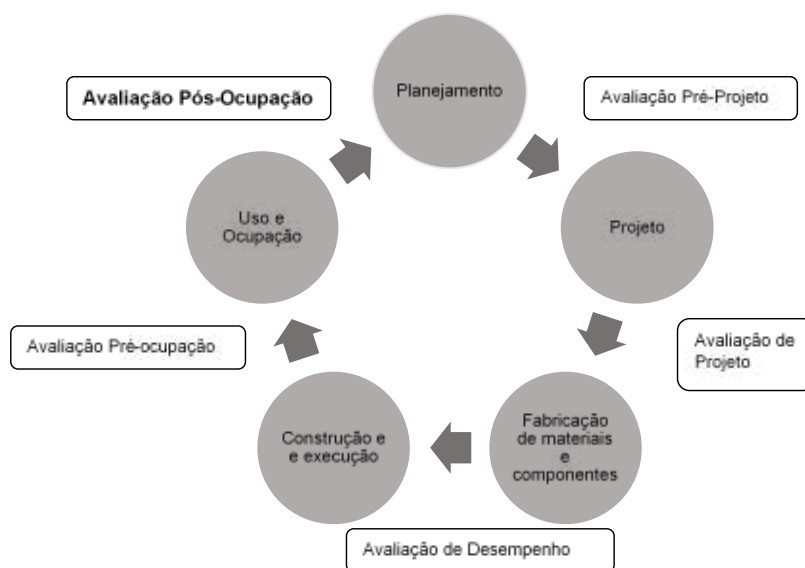 Planejamento
Avaliação Pré-Projeto
Projeto
Avaliação de
Projeto
Fabricação
de materiais
e
componentes
Avaliação de Desempenho
Construção e
e execução
Avaliação Pré-ocupação
Uso e
Ocupação
Avaliação Pós-Ocupação